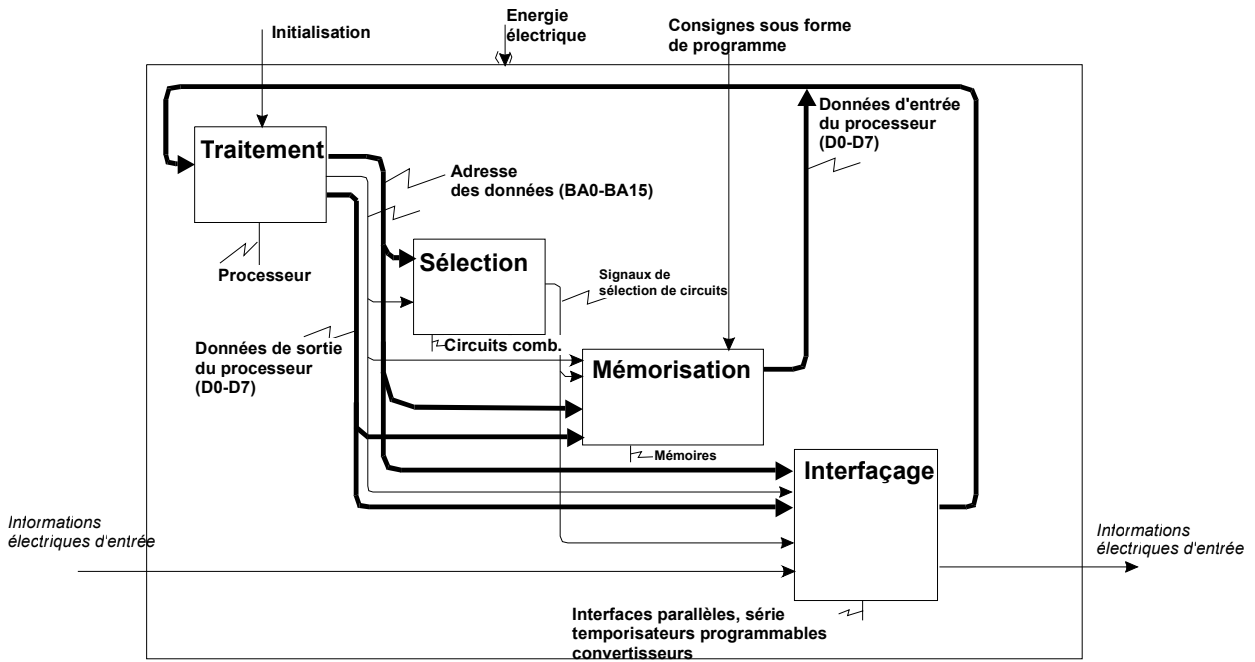 Initialisation
Energie
électrique
Consignes sous forme
de programme
Données d'entrée
du processeur
(D0-D7)
Traitement
Adresse
des données (BA0-BA15)
Processeur
Sélection
Signaux de
sélection de circuits
Circuits comb.
Données de sortie
du processeur
(D0-D7)
Mémorisation
Mémoires
Interfaçage
Informations
électriques d'entrée
Informations
électriques d'entrée
Interfaces parallèles, série
temporisateurs programmables
convertisseurs